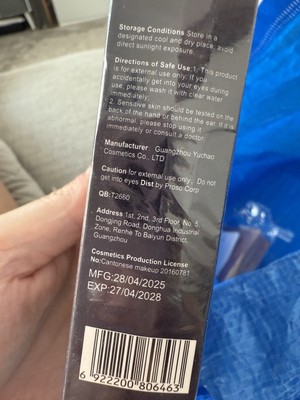 Storage Conditions Store in a
designated cool and dry place, avoid
direct sunlight exposure.
Directions of Safe Use:1. This product
is for external use only: If you
accidentally get into your eyes during
use, please wash it with clear water
immediately;
2. Sensitive skin should be tested on the
back of the hand or behind the ear. If it is
abnormal, please stop using it
immediately or consult a doctor.
Manufacturer: Guangzhou Yuchao
Cosmetics Co., LTD
Caution for external use only. Do not
get into eyes Dist.by Proso Corp
QB:T2660
Address 1st, 2nd, 3rd Floor, No. 5,
Dongjing Road, Donghua Industrial
Zone, Renhe To Baiyun District,
Guangzhou
Cosmetics Production License
No:Cantonese makeup 20160781
MFG:28/04/2025
EXP:27/04/2028
6 922200 806463